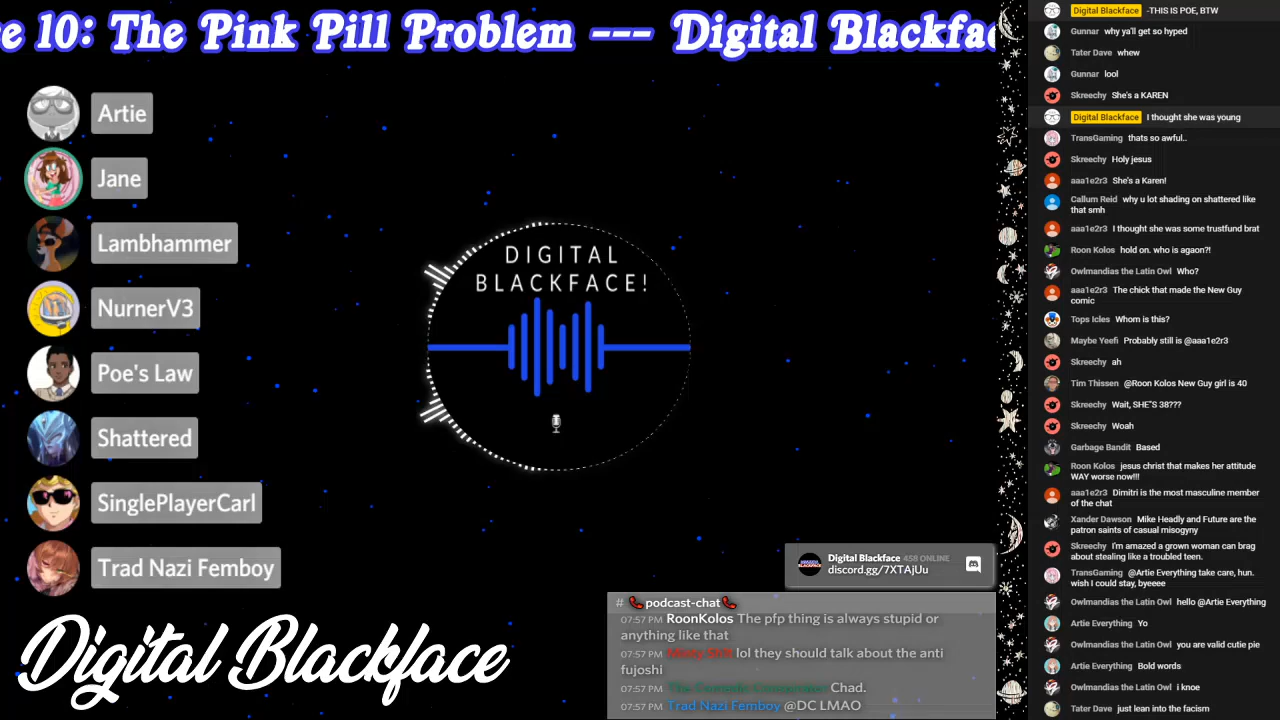 e 10: The Pink Pill Problem --- Digital Blackfac
Artie
Jane
Lambhammer
NurnerV3
Poe's Law
Shattered
SinglePlayerCarl
Trad Nazi Femboy
DIGITAL
BLACKFACE!
Digital Blackface
Digital Blackface 458 ONLINE
discord.gg/7XTAjUu
# podcast-chat
07:57 PM RoonKolos The pfp thing is always stupid or
anything like that
07:57 PM lol they should talk about the anti
fujoshi
07:57 PM Chad.
07:57 PM Trad Nazi Femboy @DC LMAO
Digital Blackface -THIS IS POE, BTW
Gunnar why ya'll get so hyped
Tater Dave whew
Gunnar lool
Skreechy She's a KAREN
Digital Blackface I thought she was young
TransGaming thats so awful..
Skreechy Holy jesus
aaa1e2r3 She's a Karen!
Callum Reid why u lot shading on shattered like
that smh
aaa1e2r3 I thought she was some trustfund brat
Roon Kolos hold on. who is agaon?!
Owlmandias the Latin Owl Who?
aaa1e2r3 The chick that made the New Guy
comic
Tops Icles Whom is this?
Maybe Yeefi Probably still is @aaa1e2r3
Skreechy ah
Tim Thissen @Roon Kolos New Guy girl is 40
Skreechy Wait, SHE"S 38???
Skreechy Woah
Garbage Bandit Based
Roon Kolos jesus christ that makes her attitude
WAY worse now!!!
aaa1e2r3 Dimitri is the most masculine member
of the chat
Xander Dawson Mike Headly and Future are the
patron saints of casual misogyny
Skreechy I'm amazed a grown woman can brag
about stealing like a troubled teen.
TransGaming @Artie Everything take care, hun.
wish I could stay, byeeee
Owlmandias the Latin Owl hello @Artie Everything
Artie Everything Yo
Owlmandias the Latin Owl you are valid cutie pie
Artie Everything Bold words
Owlmandias the Latin Owl i knoe
Tater Dave just lean into the facism